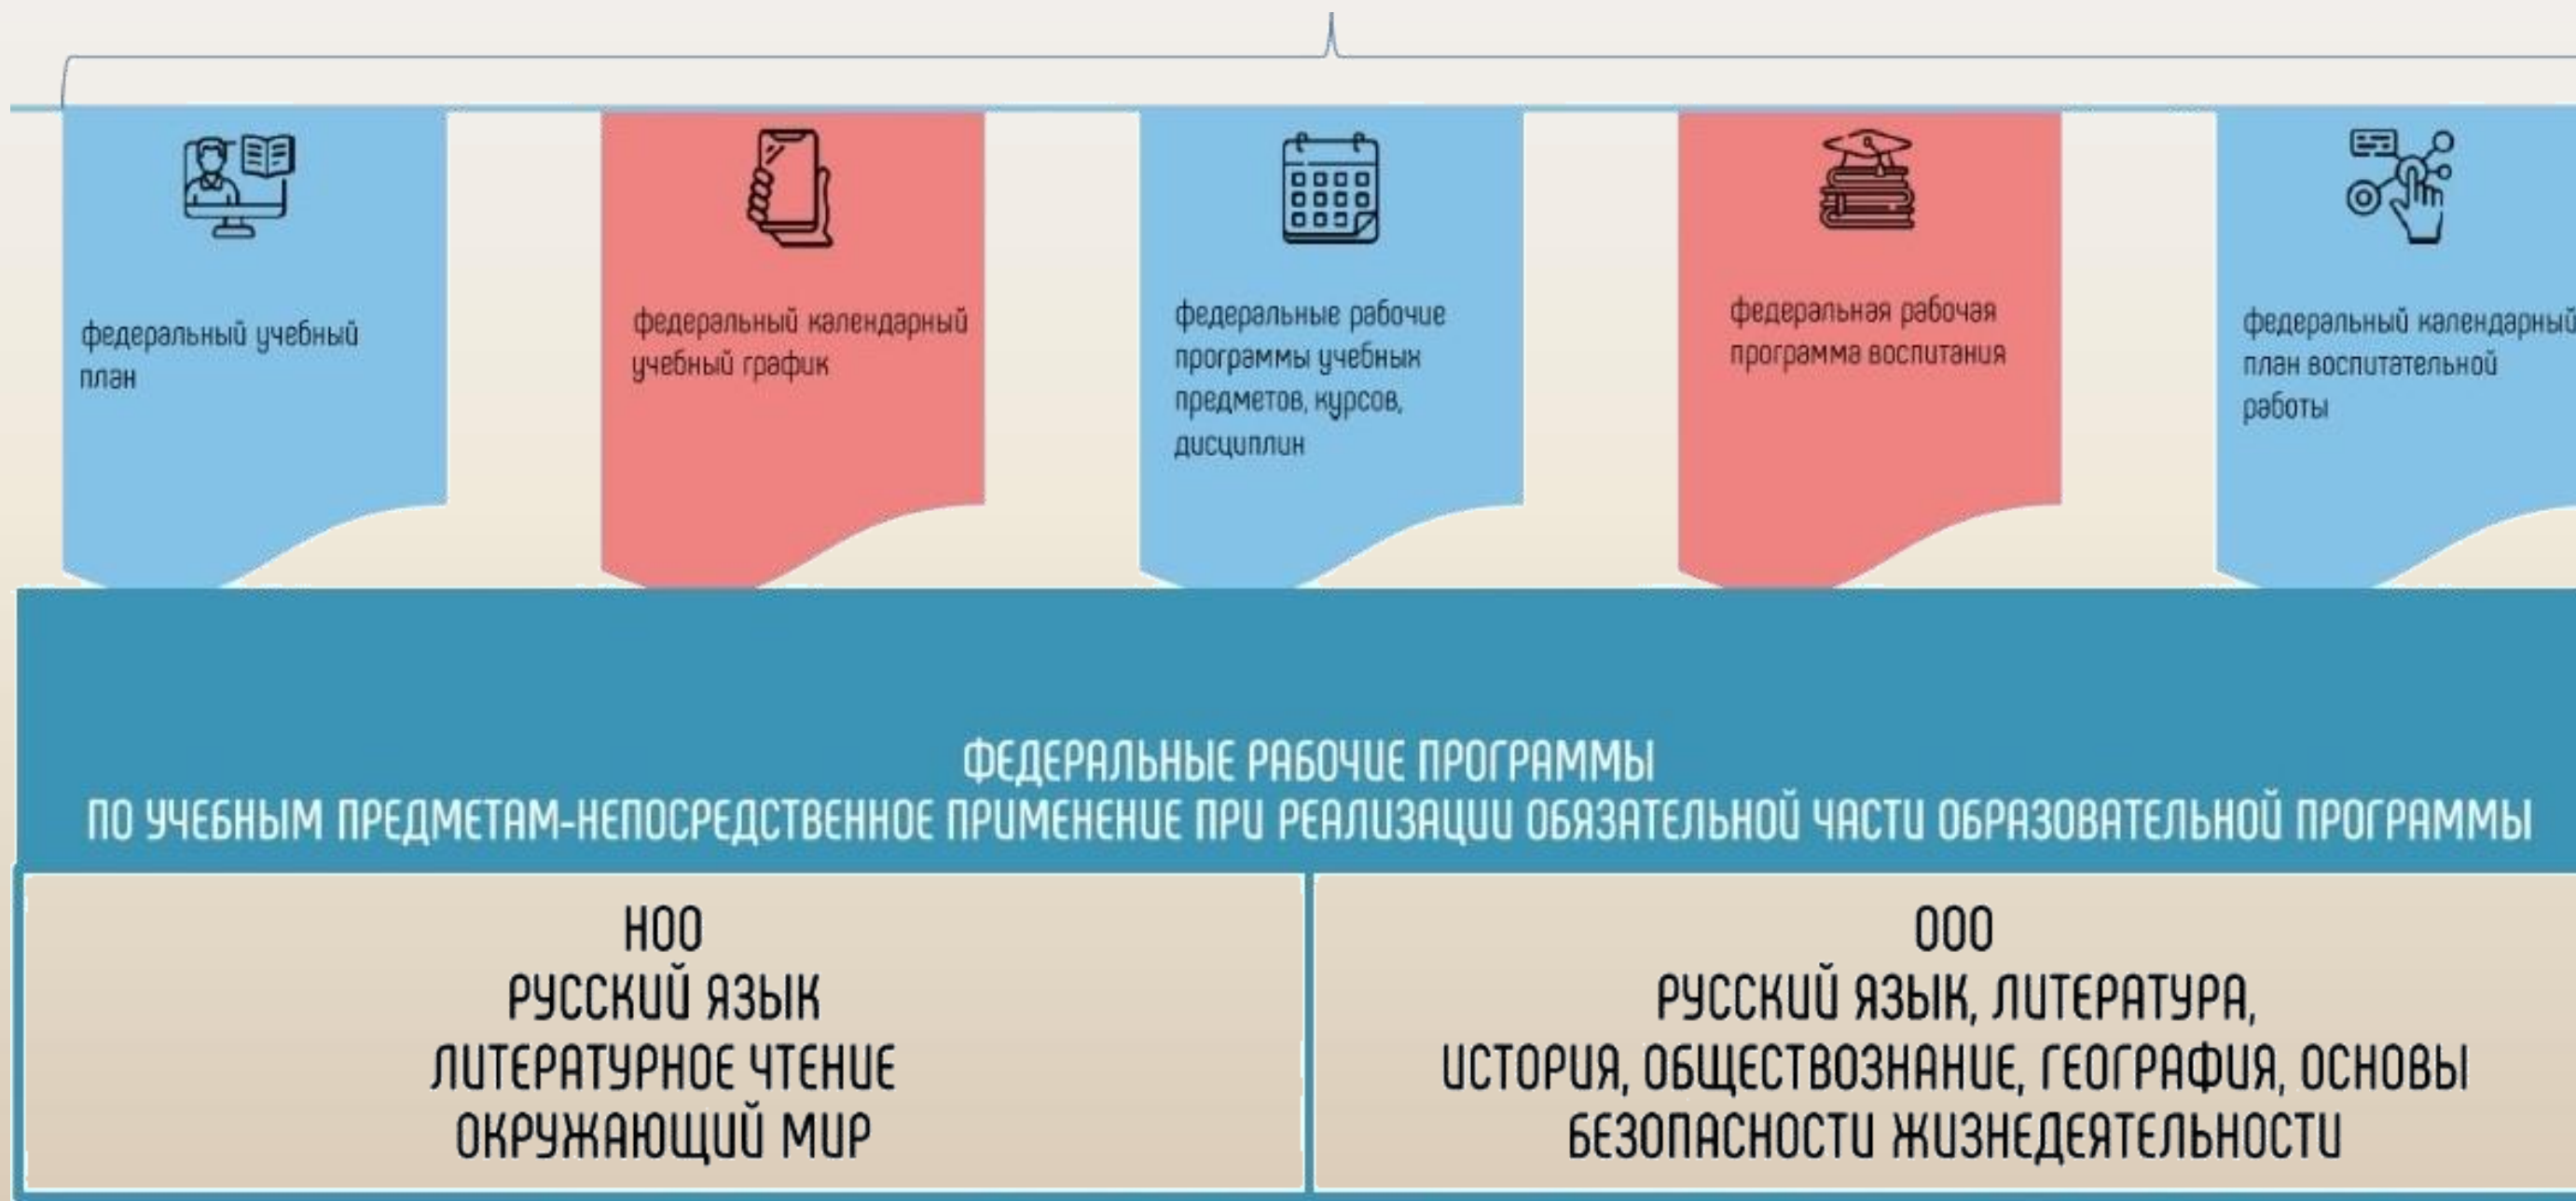 федеральный учебный
план
федеральный календарный
учебный график
федеральные рабочие
программы учебных
предметов, курсов,
дисциплин
федеральная рабочая
программа воспитания
федеральный календарный
план воспитательной
работы
ФЕДЕРАЛЬНЫЕ РАБОЧИЕ ПРОГРАММЫ
ПО УЧЕБНЫМ ПРЕДМЕТАМ-НЕПОСРЕДСТВЕННОЕ ПРИМЕНЕНИЕ ПРИ РЕАЛИЗАЦИИ ОБЯЗАТЕЛЬНОЙ ЧАСТИ ОБРАЗОВАТЕЛЬНОЙ ПРОГРАММЫ
НОО
РУССКИЙ ЯЗЫК
ЛИТЕРАТУРНОЕ ЧТЕНИЕ
ОКРУЖАЮЩИЙ МИР
ООО
РУССКИЙ ЯЗЫК, ЛИТЕРАТУРА,
ИСТОРИЯ, ОБЩЕСТВОЗНАНИЕ, ГЕОГРАФИЯ, ОСНОВЫ
БЕЗОПАСНОСТИ ЖИЗНЕДЕЯТЕЛЬНОСТИ